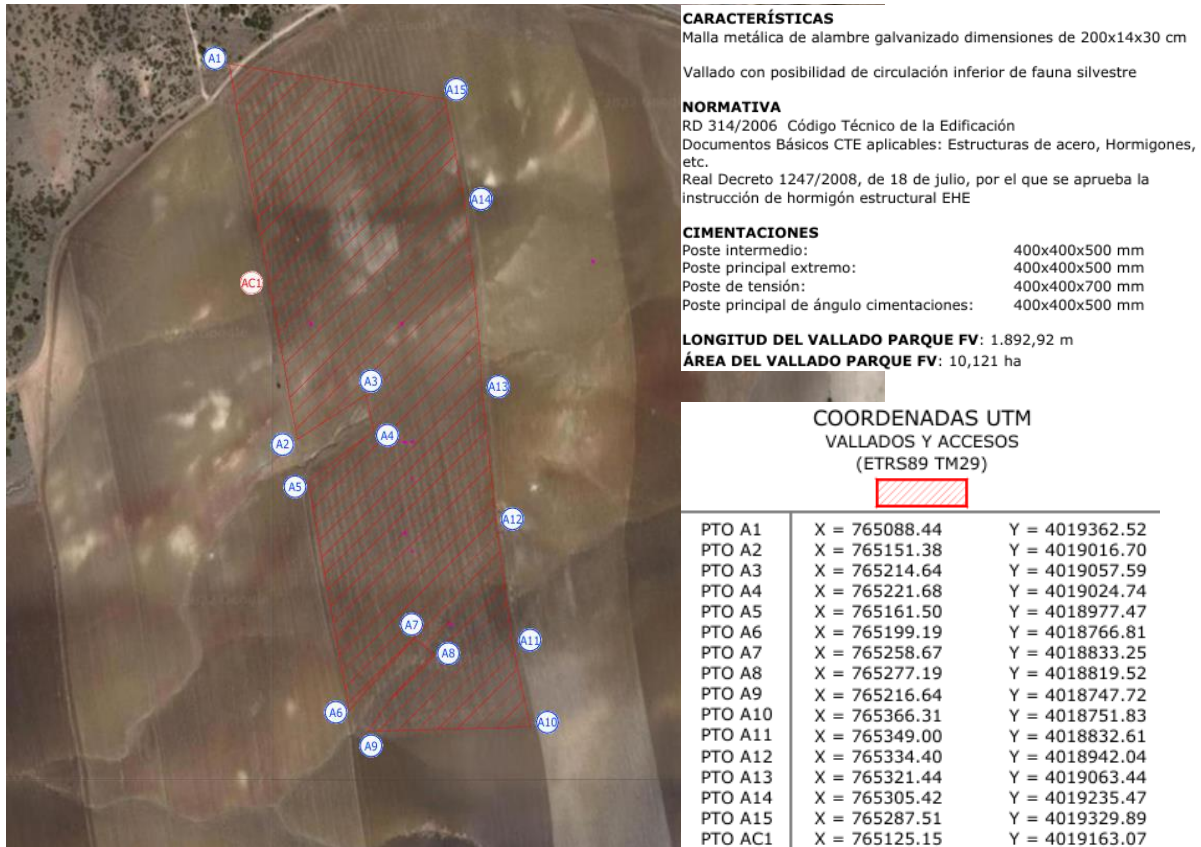 A1
A15
A14
AC1
A3
A13
A4
A2
A5
A12
A7
A11
A8
A6
A10
A9
CARACTERÍSTICAS
Malla metálica de alambre galvanizado dimensiones de 200x14x30 cm
Vallado con posibilidad de circulación inferior de fauna silvestre
NORMATIVA
RD 314/2006 Código Técnico de la Edificación
Documentos Básicos CTE aplicables: Estructuras de acero, Hormigones,
etc.
Real Decreto 1247/2008, de 18 de julio, por el que se aprueba la
instrucción de hormigón estructural EHE
CIMENTACIONES
Poste intermedio: 400x400x500 mm
Poste principal extremo: 400x400x500 mm
Poste de tensión: 400x400x700 mm
Poste principal de ángulo cimentaciones: 400x400x500 mm
LONGITUD DEL VALLADO PARQUE FV: 1.892,92 m
ÁREA DEL VALLADO PARQUE FV: 10,121 ha
COORDENADAS UTM
VALLADOS Y ACCESOS
(ETRS89 TM29)
PTO A1 X = 765088.44 Y = 4019362.52
PTO A2 X = 765151.38 Y = 4019016.70
PTO A3 X = 765214.64 Y = 4019057.59
PTO A4 X = 765221.68 Y = 4019024.74
PTO A5 X = 765161.50 Y = 4018977.47
PTO A6 X = 765199.19 Y = 4018766.81
PTO A7 X = 765258.67 Y = 4018833.25
PTO A8 X = 765277.19 Y = 4018819.52
PTO A9 X = 765216.64 Y = 4018747.72
PTO A10 X = 765366.31 Y = 4018751.83
PTO A11 X = 765349.00 Y = 4018832.61
PTO A12 X = 765334.40 Y = 4018942.04
PTO A13 X = 765321.44 Y = 4019063.44
PTO A14 X = 765305.42 Y = 4019235.47
PTO A15 X = 765287.51 Y = 4019329.89
PTO AC1 X = 765125.15 Y = 4019163.07